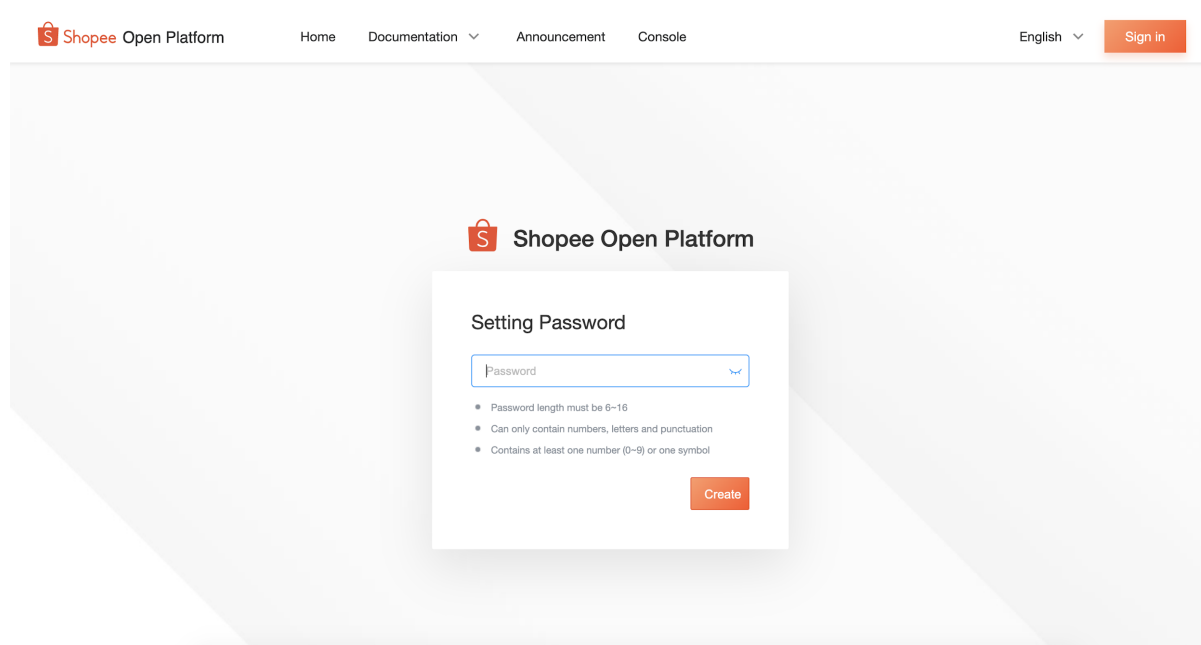 Shopee Open Platform Home Documentation Announcement Console English Sign in
Shopee Open Platform
Setting Password
Password
Password length must be 6~16
Can only contain numbers, letters and punctuation
Contains at least one number (0~9) or one symbol
Create